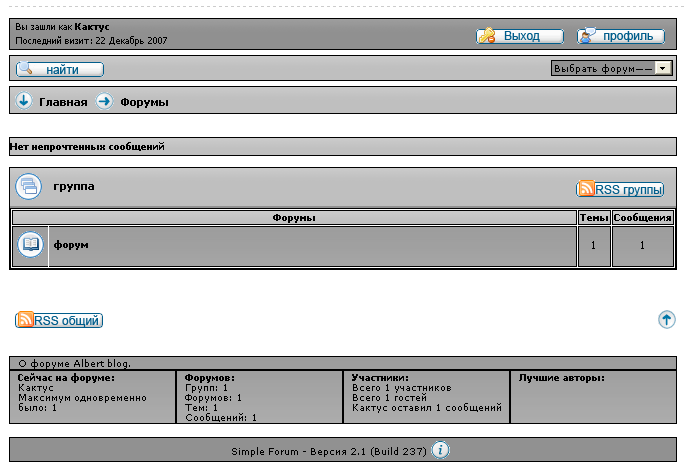 Вы зашли как Кактус
Последний визит: 22 Декабрь 2007
Выход
профиль
найти
Выбрать форум----
Главная
Форумы
Нет непрочтенных сообщений
группа
RSS группы
Форумы Темы Сообщения
форум 1 1
RSS общий
О форуме Albert blog.
Сейчас на форуме:
Кактус
Максимум одновременно
было: 1
Форумов:
Групп: 1
Форумов: 1
Тем: 1
Сообщений: 1
Участники:
Всего 1 участников
Всего 1 гостей
Кактус оставил 1 сообщений
Лучшие авторы:
Simple Forum - Версия 2.1 (Build 237)